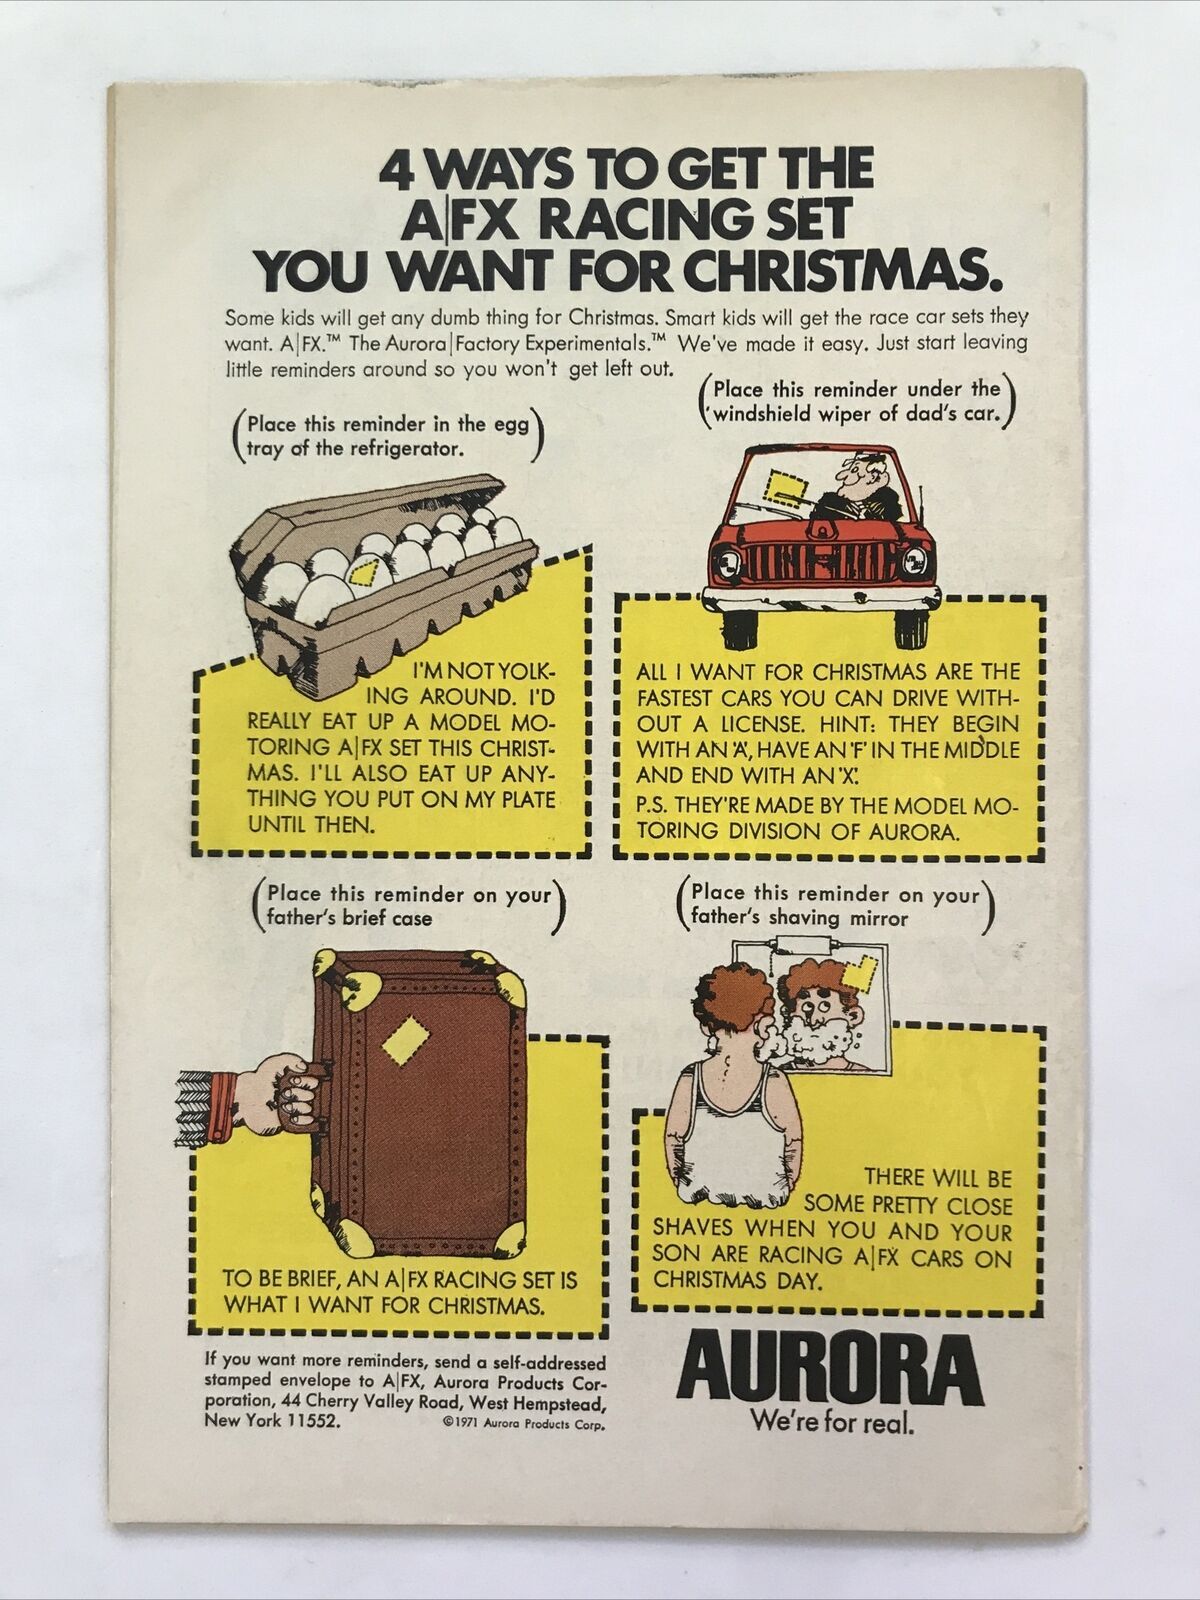 4 WAYS TO GET THE
A|FX RACING SET
YOU WANT FOR CHRISTMAS.
Some kids will get any dumb thing for Christmas. Smart kids will get the race car sets they
want. A|FX.™ The Aurora|Factory Experimentals.™ We've made it easy. Just start leaving
little reminders around so you won't get left out.
(Place this reminder in the egg
tray of the refrigerator.)
(Place this reminder under the
windshield wiper of dad's car.)
I'M NOT YOLK-
ING AROUND. I'D
REALLY EAT UP A MODEL MO-
TORING A|FX SET THIS CHRIST-
MAS. I'LL ALSO EAT UP ANY-
THING YOU PUT ON MY PLATE
UNTIL THEN.
ALL I WANT FOR CHRISTMAS ARE THE
FASTEST CARS YOU CAN DRIVE WITH-
OUT A LICENSE. HINT: THEY BEGIN
WITH AN 'A', HAVE AN 'F' IN THE MIDDLE
AND END WITH AN 'X'.
P.S. THEY'RE MADE BY THE MODEL MO-
TORING DIVISION OF AURORA.
(Place this reminder on your
father's brief case)
(Place this reminder on your
father's shaving mirror)
TO BE BRIEF, AN A|FX RACING SET IS
WHAT I WANT FOR CHRISTMAS.
THERE WILL BE
SOME PRETTY CLOSE
SHAVES WHEN YOU AND YOUR
SON ARE RACING A|FX CARS ON
CHRISTMAS DAY.
If you want more reminders, send a self-addressed
stamped envelope to A|FX, Aurora Products Cor-
poration, 44 Cherry Valley Road, West Hempstead,
New York 11552. ©1971 Aurora Products Corp.
AURORA
We're for real.